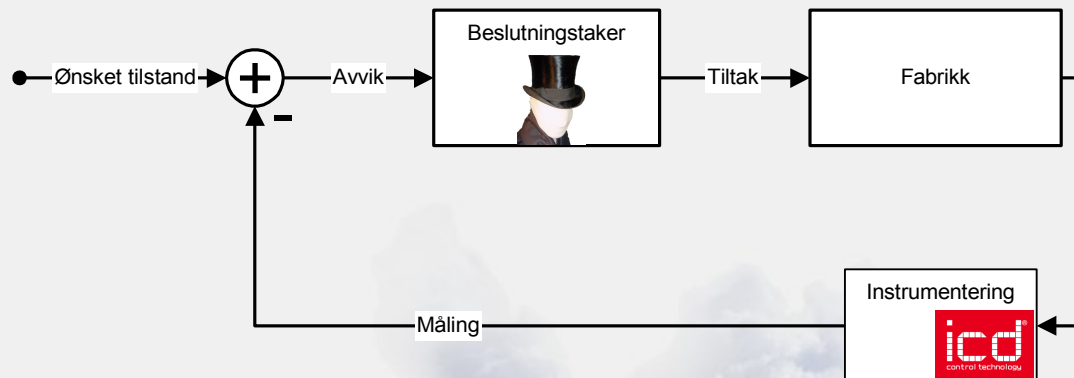 Beslutningstaker
Ønsket tilstand
+
Avvik
Tiltak
Fabrikk
−
Instrumentering
Måling
icd®
control technology